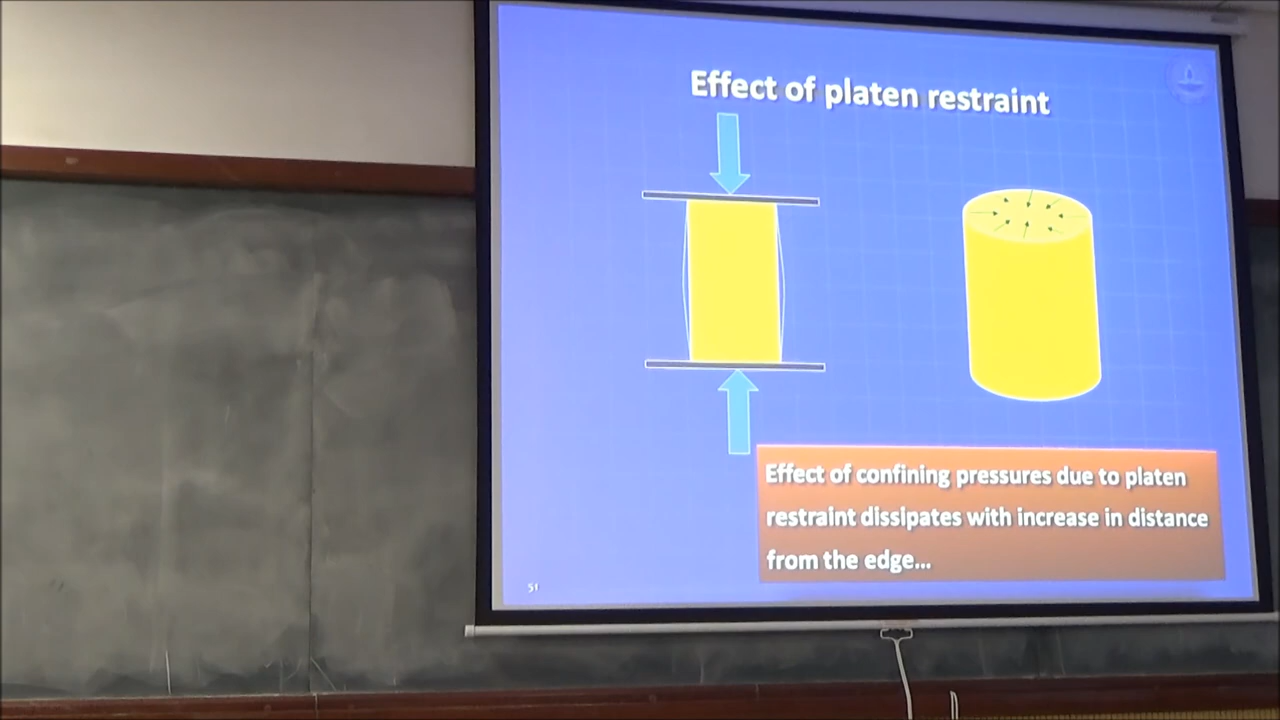 Effect of platen restraint
Effect of confining pressures due to platen
restraint dissipates with increase in distance
from the edge...
51